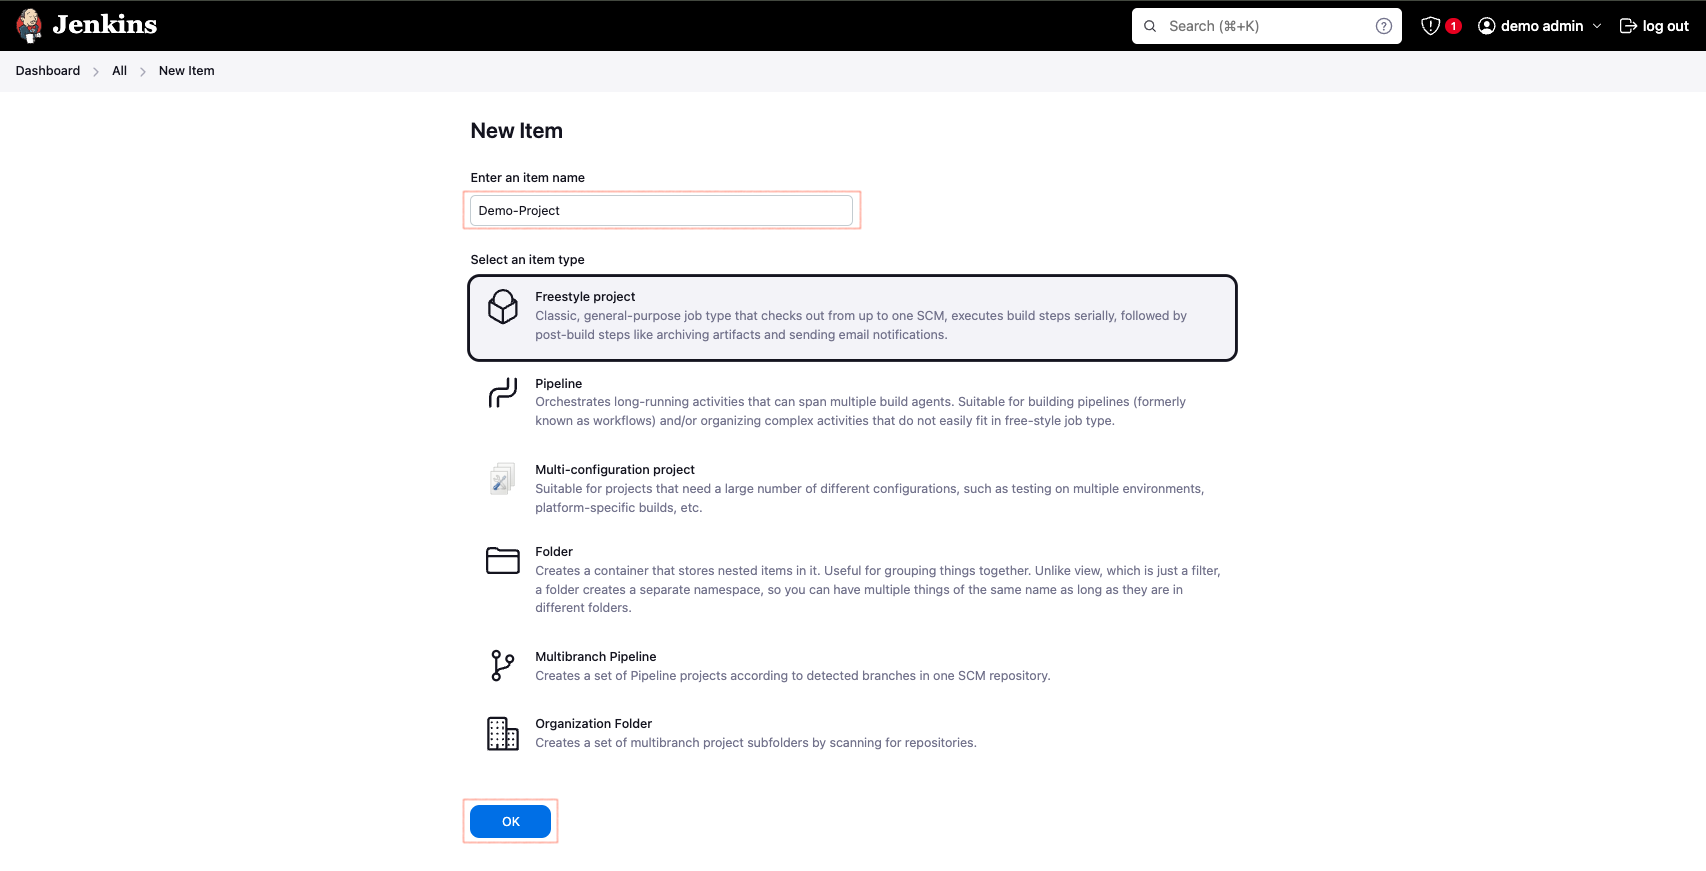 Jenkins
Search (⌘+K)
1
demo admin
log out
Dashboard
All
New Item
New Item
Enter an item name
Demo-Project
Select an item type
Freestyle project
Classic, general-purpose job type that checks out from up to one SCM, executes build steps serially, followed by
post-build steps like archiving artifacts and sending email notifications.
Pipeline
Orchestrates long-running activities that can span multiple build agents. Suitable for building pipelines (formerly
known as workflows) and/or organizing complex activities that do not easily fit in free-style job type.
Multi-configuration project
Suitable for projects that need a large number of different configurations, such as testing on multiple environments,
platform-specific builds, etc.
Folder
Creates a container that stores nested items in it. Useful for grouping things together. Unlike view, which is just a filter,
a folder creates a separate namespace, so you can have multiple things of the same name as long as they are in
different folders.
Multibranch Pipeline
Creates a set of Pipeline projects according to detected branches in one SCM repository.
Organization Folder
Creates a set of multibranch project subfolders by scanning for repositories.
OK